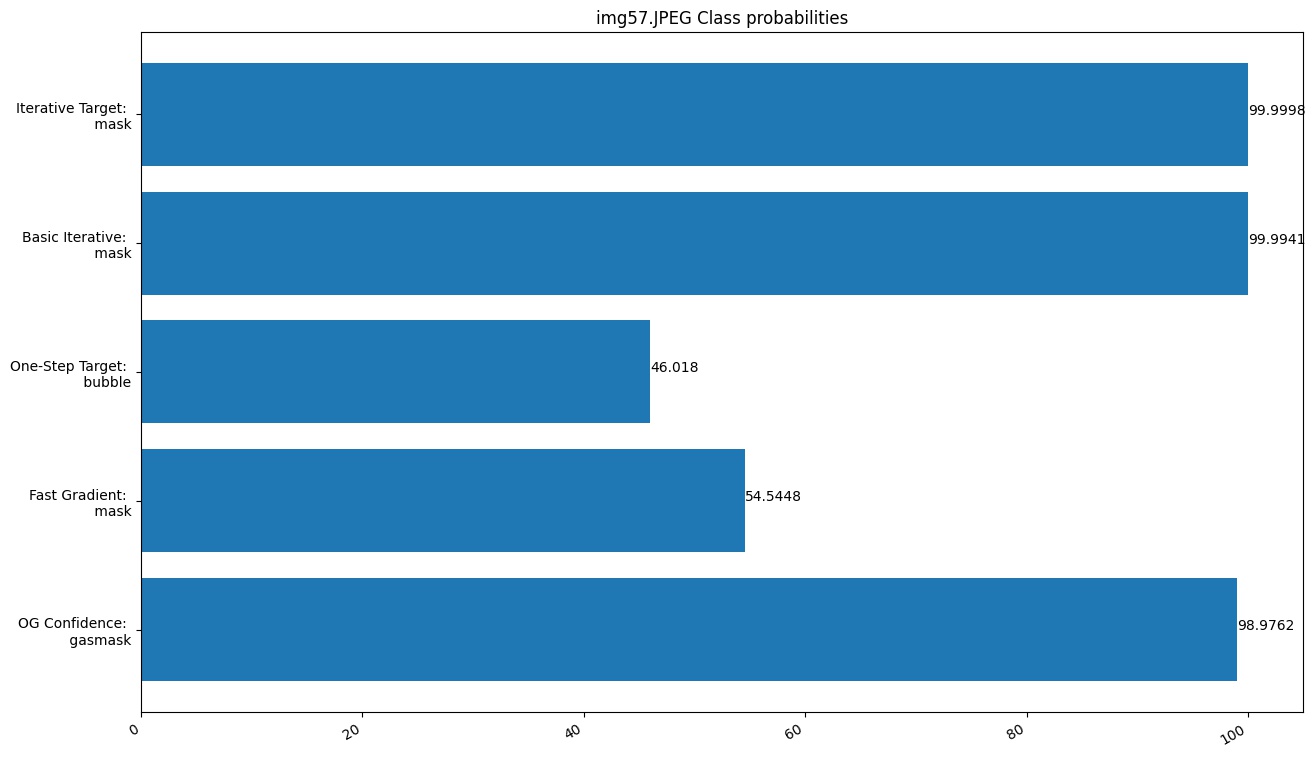 img57.JPEG Class probabilities
Iterative Target:
mask
99.9998
Basic Iterative:
mask
99.9941
One-Step Target:
bubble
46.018
Fast Gradient:
mask
54.5448
OG Confidence:
gasmask
98.9762
0
20
40
60
80
100